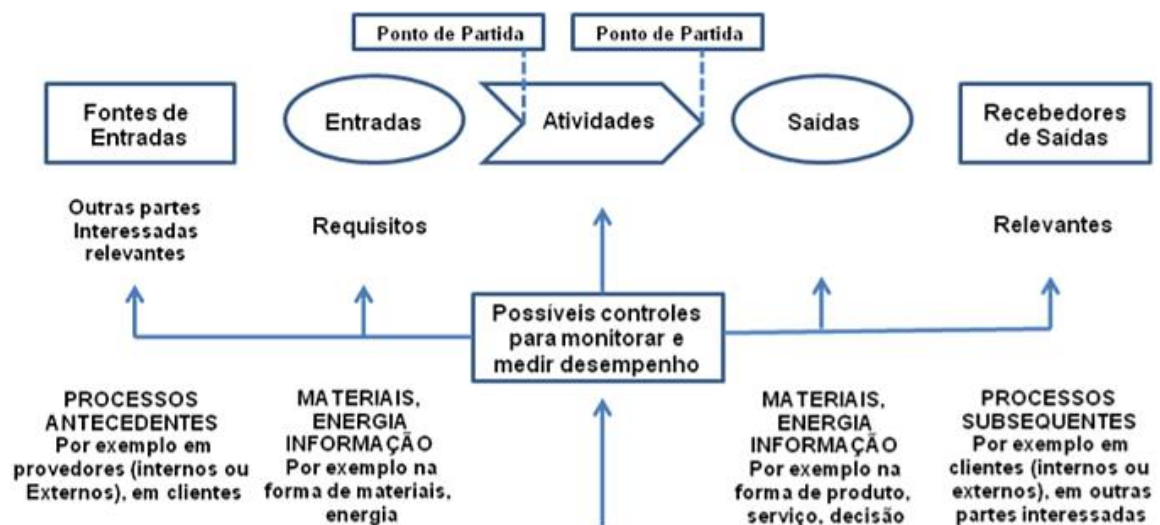 Ponto de Partida
Ponto de Partida
Fontes de
Entradas
Entradas
Atividades
Saídas
Recebedores
de Saídas
Outras partes
Interessadas
relevantes
Requisitos
Relevantes
Possíveis controles
para monitorar e
medir desempenho
PROCESSOS
ANTECEDENTES
Por exemplo em
provedores (internos ou
Externos), em clientes
MATERIAIS,
ENERGIA
INFORMAÇÃO
Por exemplo na
forma de materiais,
energia
MATERIAIS,
ENERGIA
INFORMAÇÃO
Por exemplo na
forma de produto,
serviço, decisão
PROCESSOS
SUBSEQUENTES
Por exemplo em
clientes (internos ou
externos), em outras
partes interessadas